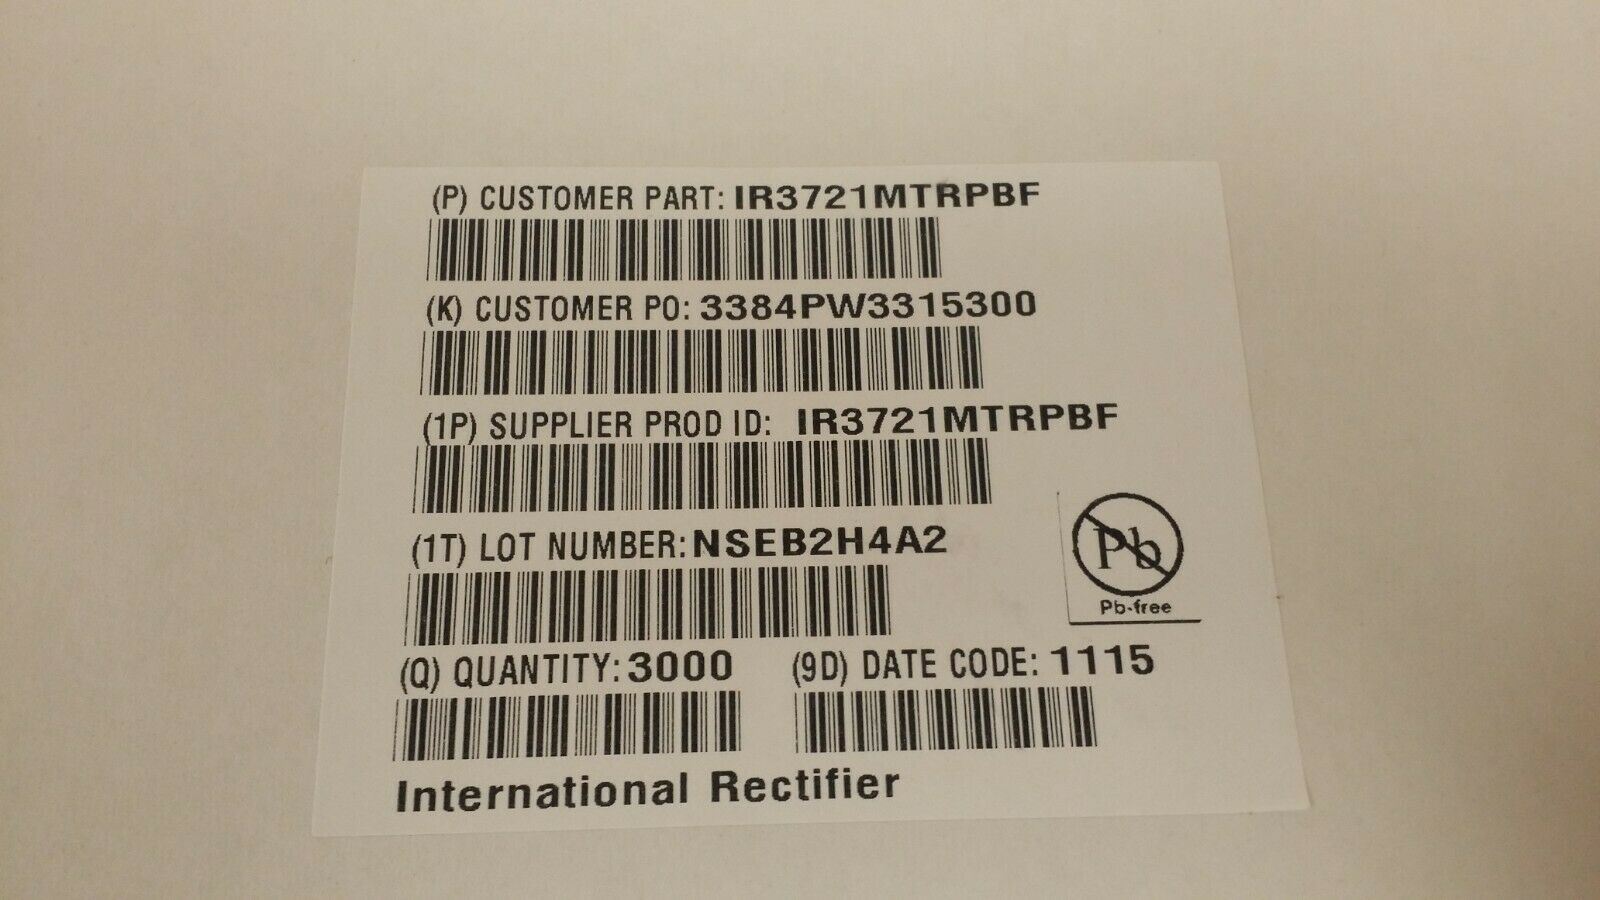 (P) CUSTOMER PART: IR3721MTRPBF
(K) CUSTOMER PO: 3384PW3315300
(1P) SUPPLIER PROD ID: IR3721MTRPBF
(1T) LOT NUMBER: NSEB2H4A2
Pb
Pb-free
(Q) QUANTITY: 3000 (9D) DATE CODE: 1115
International Rectifier